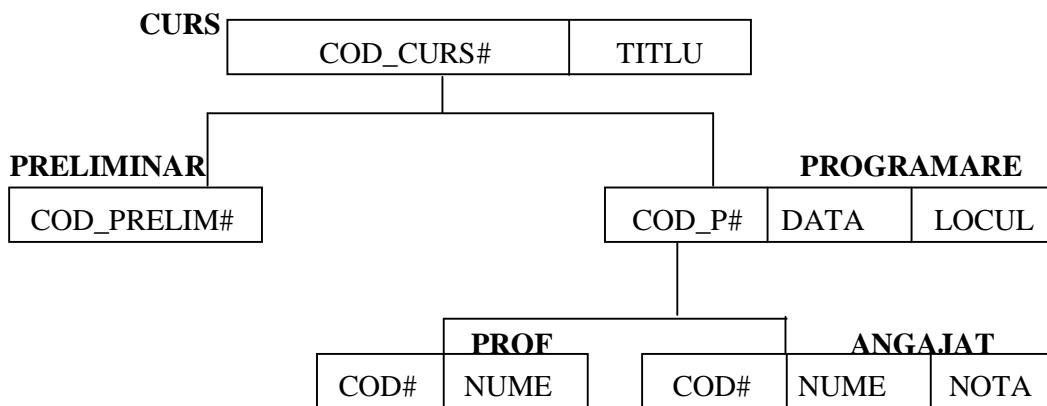 CURS
COD_CURS# TITLU
PRELIMINAR PROGRAMARE
COD_PRELIM# COD_P# DATA LOCUL
PROF ANGAJAT
COD# NUME COD# NUME NOTA